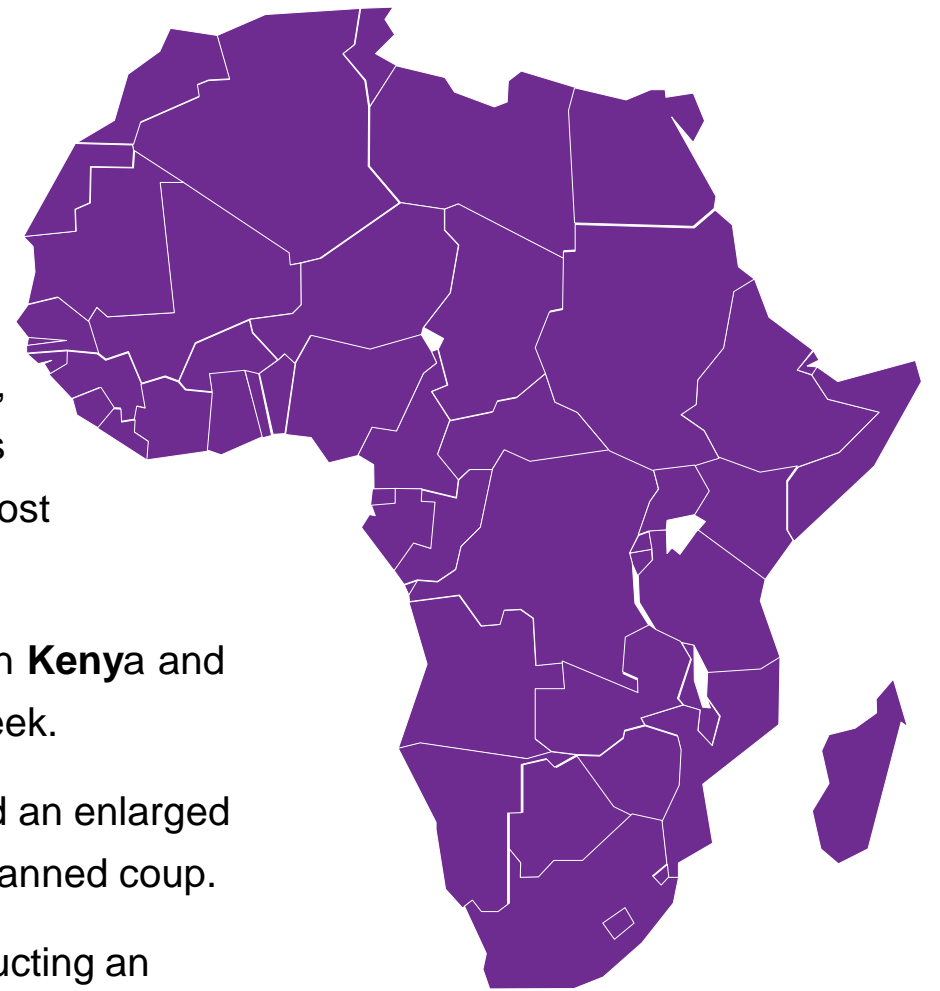 ,
s
ost
n Kenya and
eek.
d an enlarged
anned coup.
ucting an